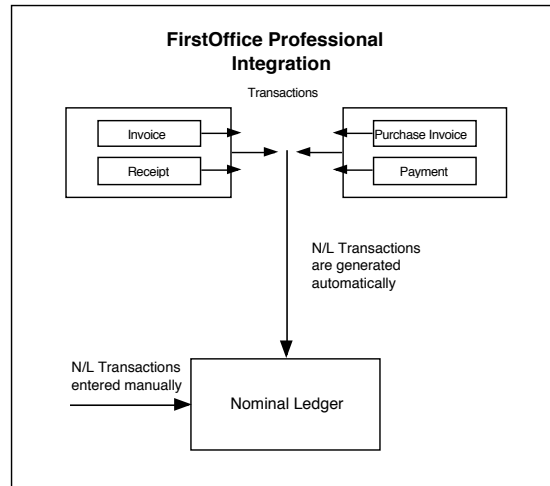 FirstOffice Professional
Integration
Transactions
Invoice
Receipt
Purchase Invoice
Payment
N/L Transactions
are generated
automatically
N/L Transactions
entered manually
Nominal Ledger